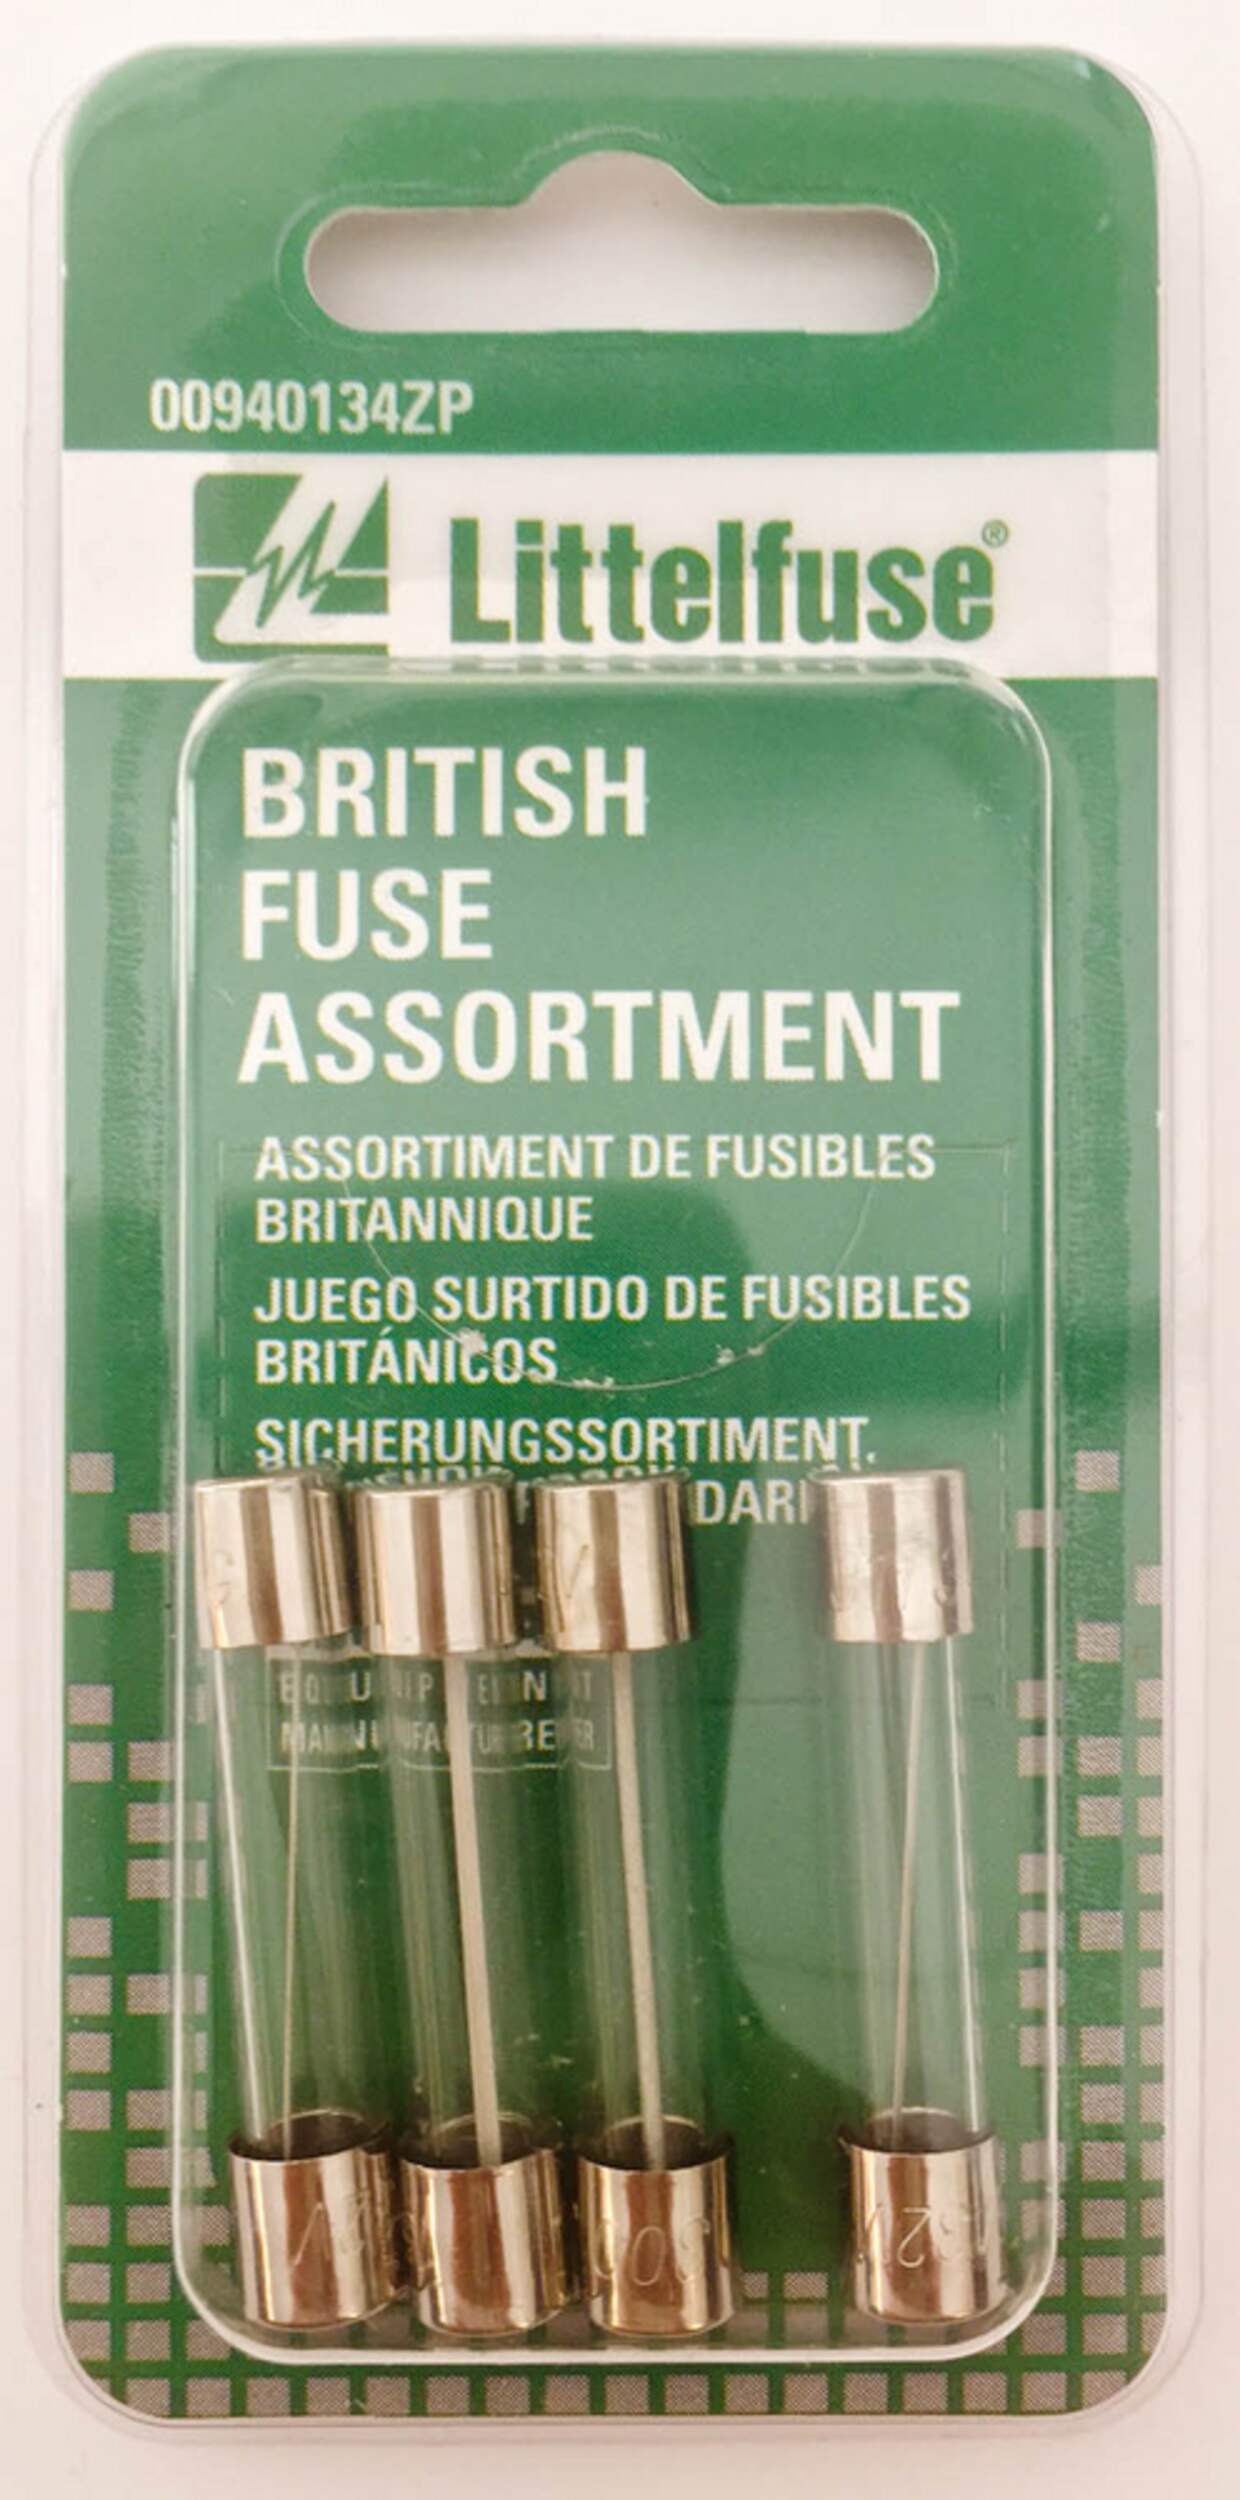 00940134ZP
Littelfuse®
BRITISH
FUSE
ASSORTMENT
ASSORTIMENT DE FUSIBLES
BRITANNIQUE
JUEGO SURTIDO DE FUSIBLES
BRITÁNICOS
SICHERUNGSSORTIMENT,